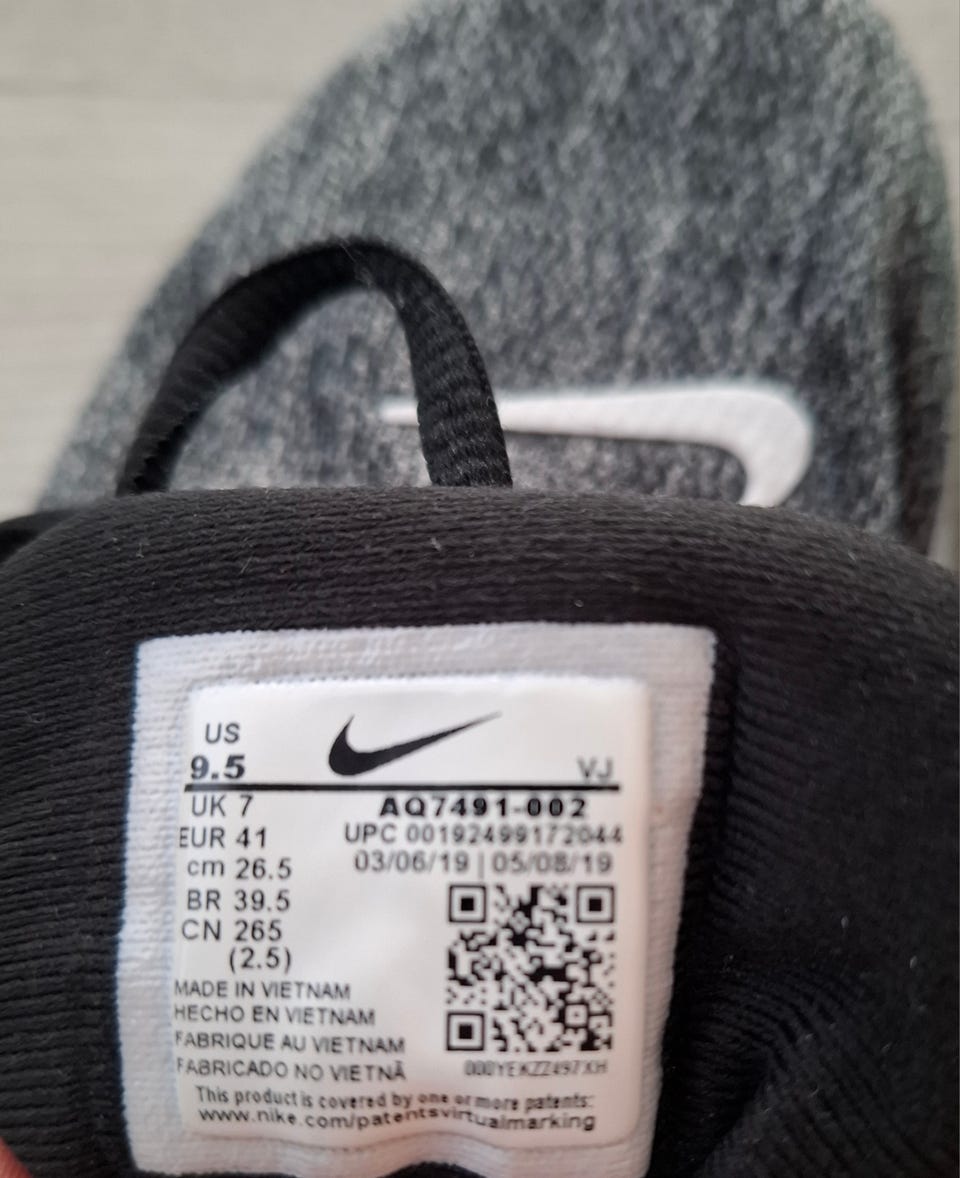 US
9.5
VJ
UK 7
AQ7491-002
EUR 41
UPC 00192499172044
cm 26.5
03/06/19 | 05/08/19
BR 39.5
CN 265
(2.5)
MADE IN VIETNAM
HECHO EN VIETNAM
FABRIQUE AU VIETNAM
FABRICADO NO VIETNÃ
000YEKZZ497XH
This product is covered by one or more patents:
www.nike.com/patentsvirtualmarking